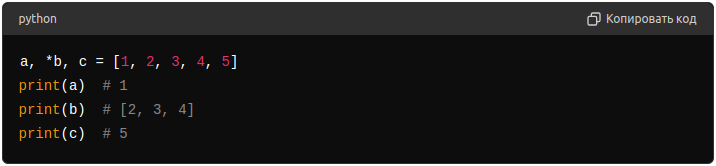 python
Копировать код
a, *b, c = [1, 2, 3, 4, 5]
print(a)  # 1
print(b)  # [2, 3, 4]
print(c)  # 5